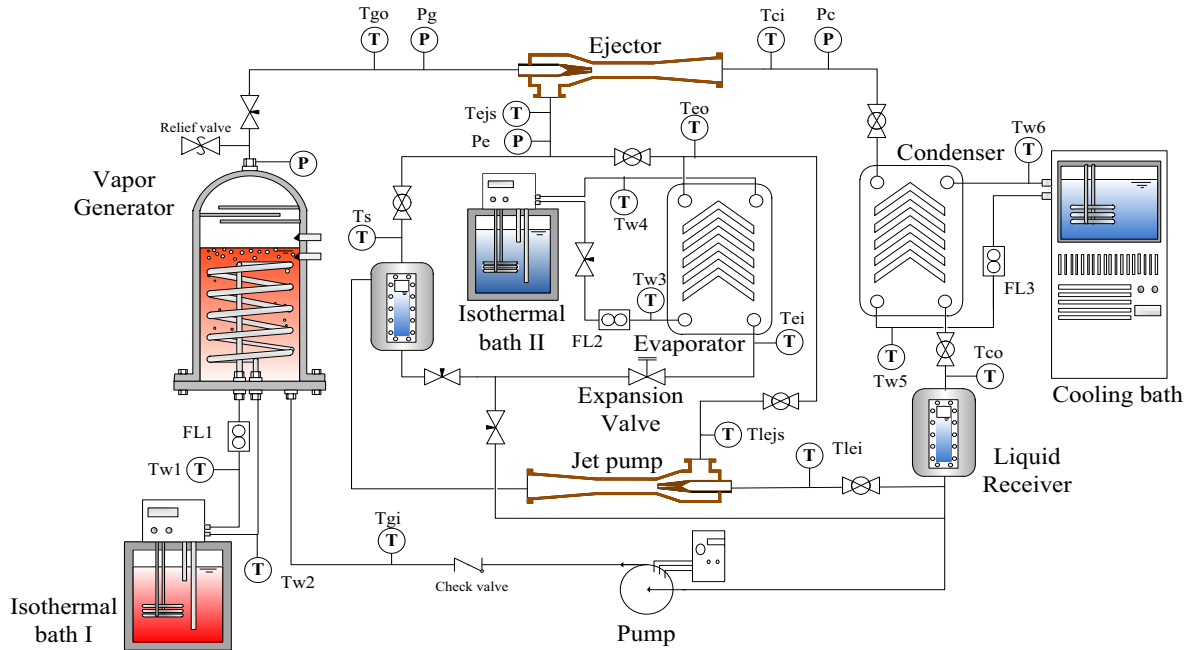 Tgo
Pg
Tci
Pc
T
P
Ejector
T
P
Tejs
T
Teo
Tw6
Relief valve
Pe
P
T
T
P
Condenser
Vapor
Generator
Ts
T
T
Tw4
Tw3
T
FL3
Isothermal
bath II
FL2
Evaporator
Tei
T
T
Tw5
Tco
T
Cooling bath
Expansion
Valve
FL1
Tlejs
T
Tlei
Tw1
T
Jet pump
T
Liquid
Receiver
Tgi
T
T
Tw2
Check valve
Isothermal
bath I
Pump